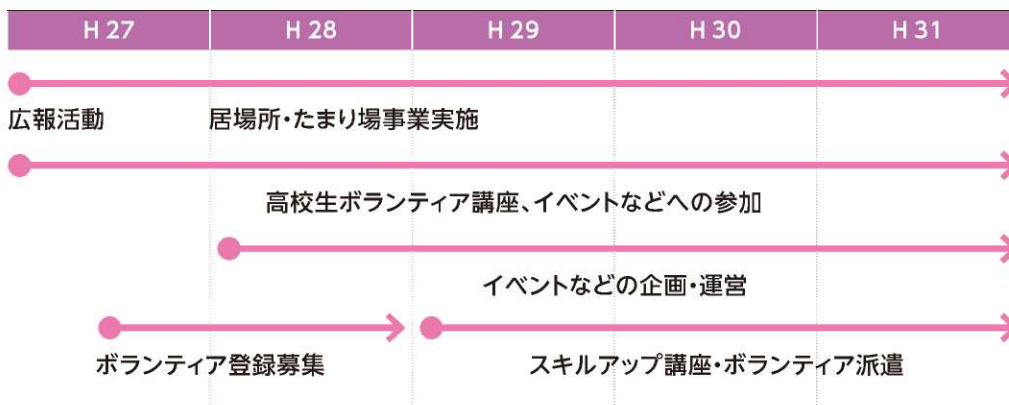 H 27 H 28 H 29 H 30 H 31
広報活動 居場所・たまり場事業実施
高校生ボランティア講座、イベントなどへの参加
イベントなどの企画・運営
ボランティア登録募集 スキルアップ講座・ボランティア派遣